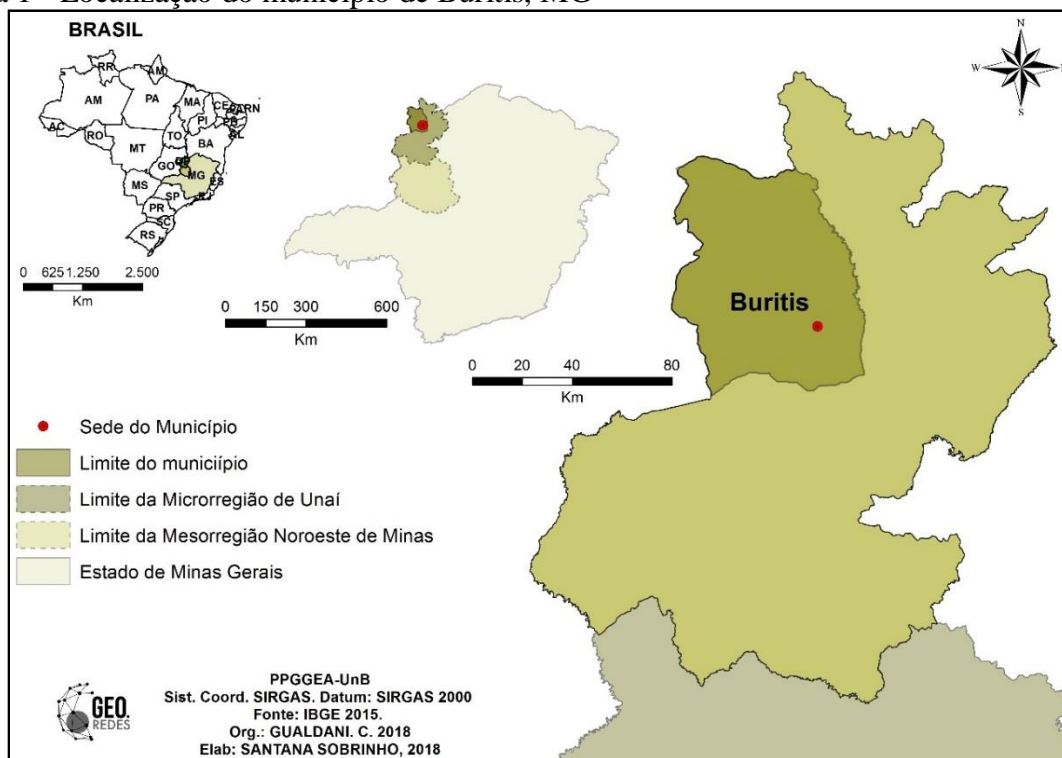 Localização do município de Buritis, MG
BRASIL
RR
AM
AM
PA
MA
CE
RN
PI
PB
AC
RO
TO
AL
BA
MT
GO
DF
MG
ES
MS
SP
RJ
PR
SC
RS
0 625 1.250 2.500
Km
0 150 300 600
Km
0 20 40 80
Km
N
W
S
Buritis
Sede do Município
Limite do municiípio
Limite da Microrregião de Unaí
Limite da Mesorregião Noroeste de Minas
Estado de Minas Gerais
GEO.
REDES
PPGGEA-UnB
Sist. Coord. SIRGAS. Datum: SIRGAS 2000
Fonte: IBGE 2015.
Org.: GUALDANI. C. 2018
Elab: SANTANA SOBRINHO, 2018